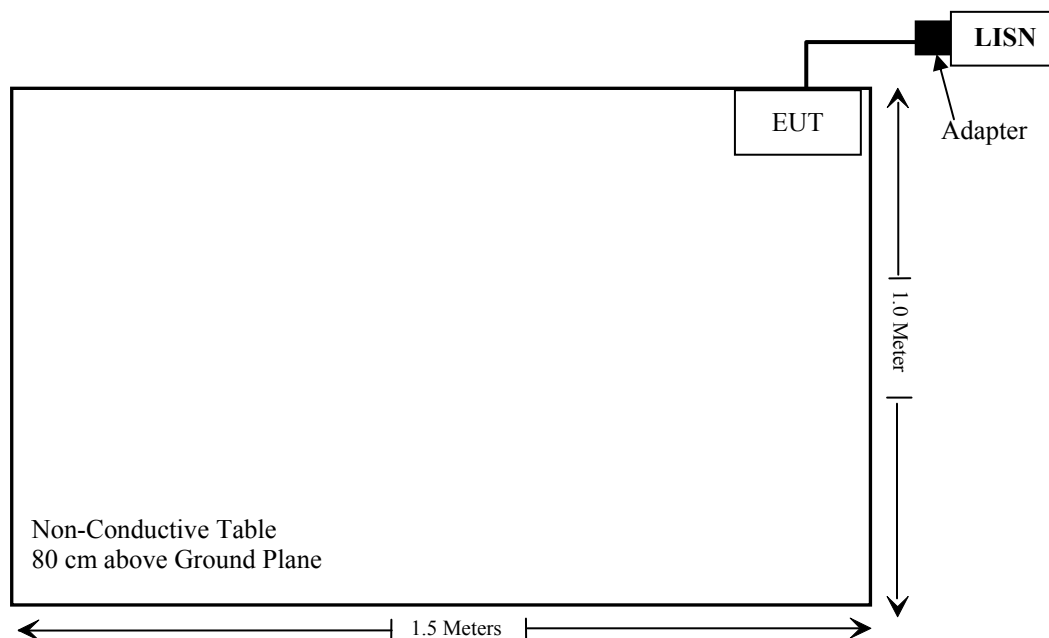 LISN
EUT
Adapter
1.0 Meter
Non-Conductive Table
80 cm above Ground Plane
1.5 Meters